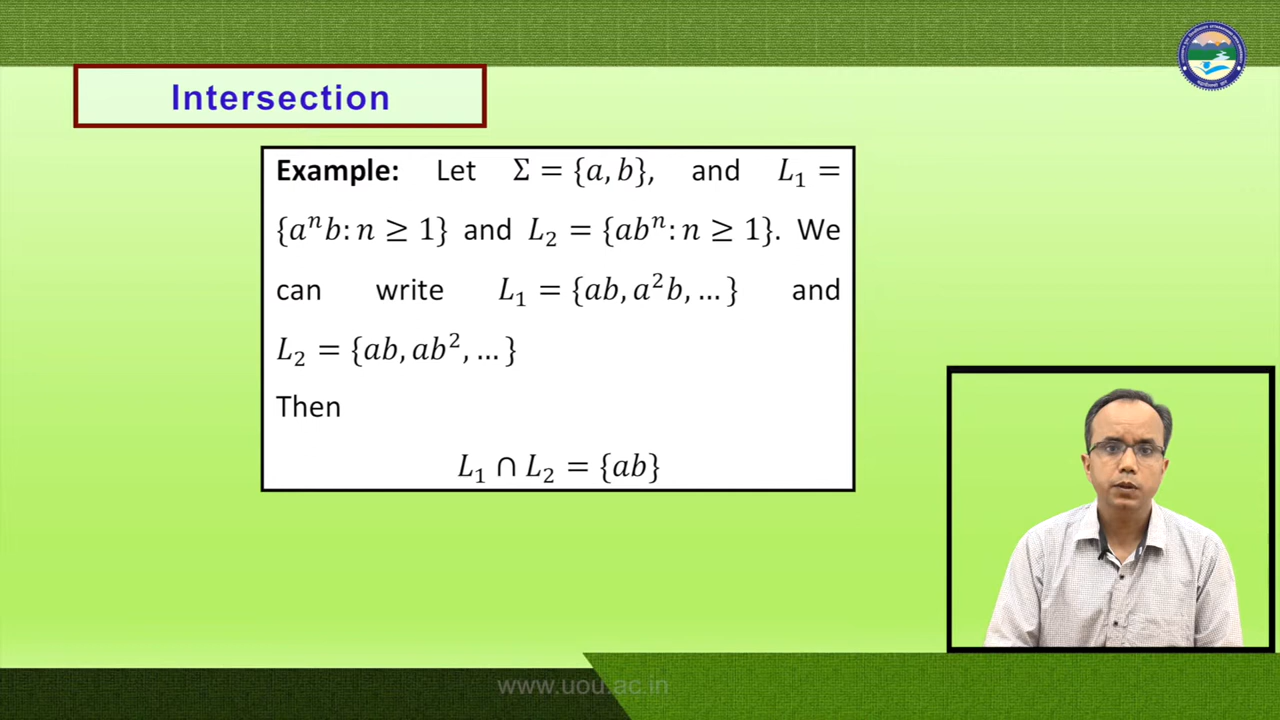 Intersection
Example: Let Σ = {a, b}, and L₁ =
{aⁿb: n ≥ 1} and L₂ = {abⁿ: n ≥ 1}. We
can write L₁ = {ab, a²b, …} and
L₂ = {ab, ab², …}
Then
L₁ ∩ L₂ = {ab}
www.uou.ac.in